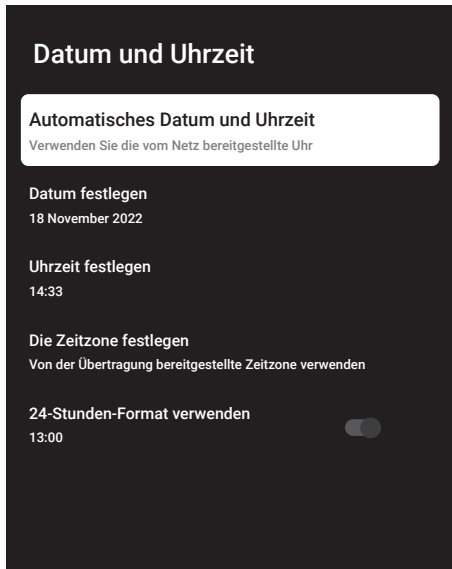 Datum und Uhrzeit
Automatisches Datum und Uhrzeit
Verwenden Sie die vom Netz bereitgestellte Uhr
Datum festlegen
18 November 2022
Uhrzeit festlegen
14:33
Die Zeitzone festlegen
Von der Übertragung bereitgestellte Zeitzone verwenden
24-Stunden-Format verwenden
13:00